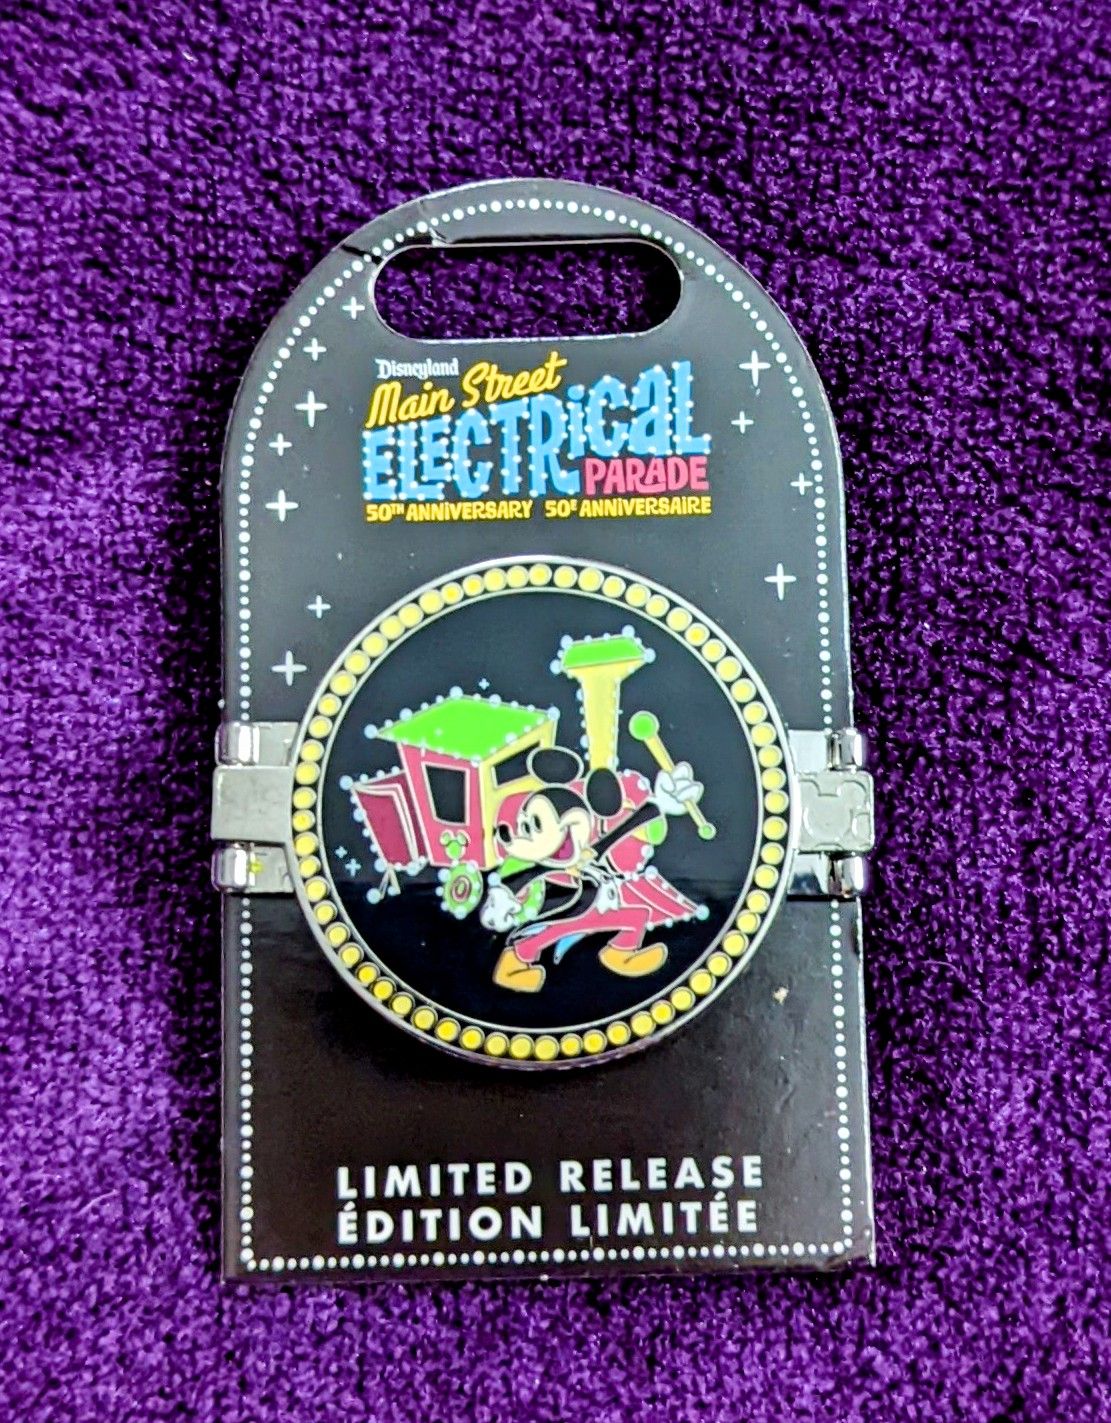 Disneyland
Main Street
ELECTRiCal
PARADE
50TH ANNIVERSARY 50E ANNIVERSAIRE
LIMITED RELEASE
ÉDITION LIMITÉE